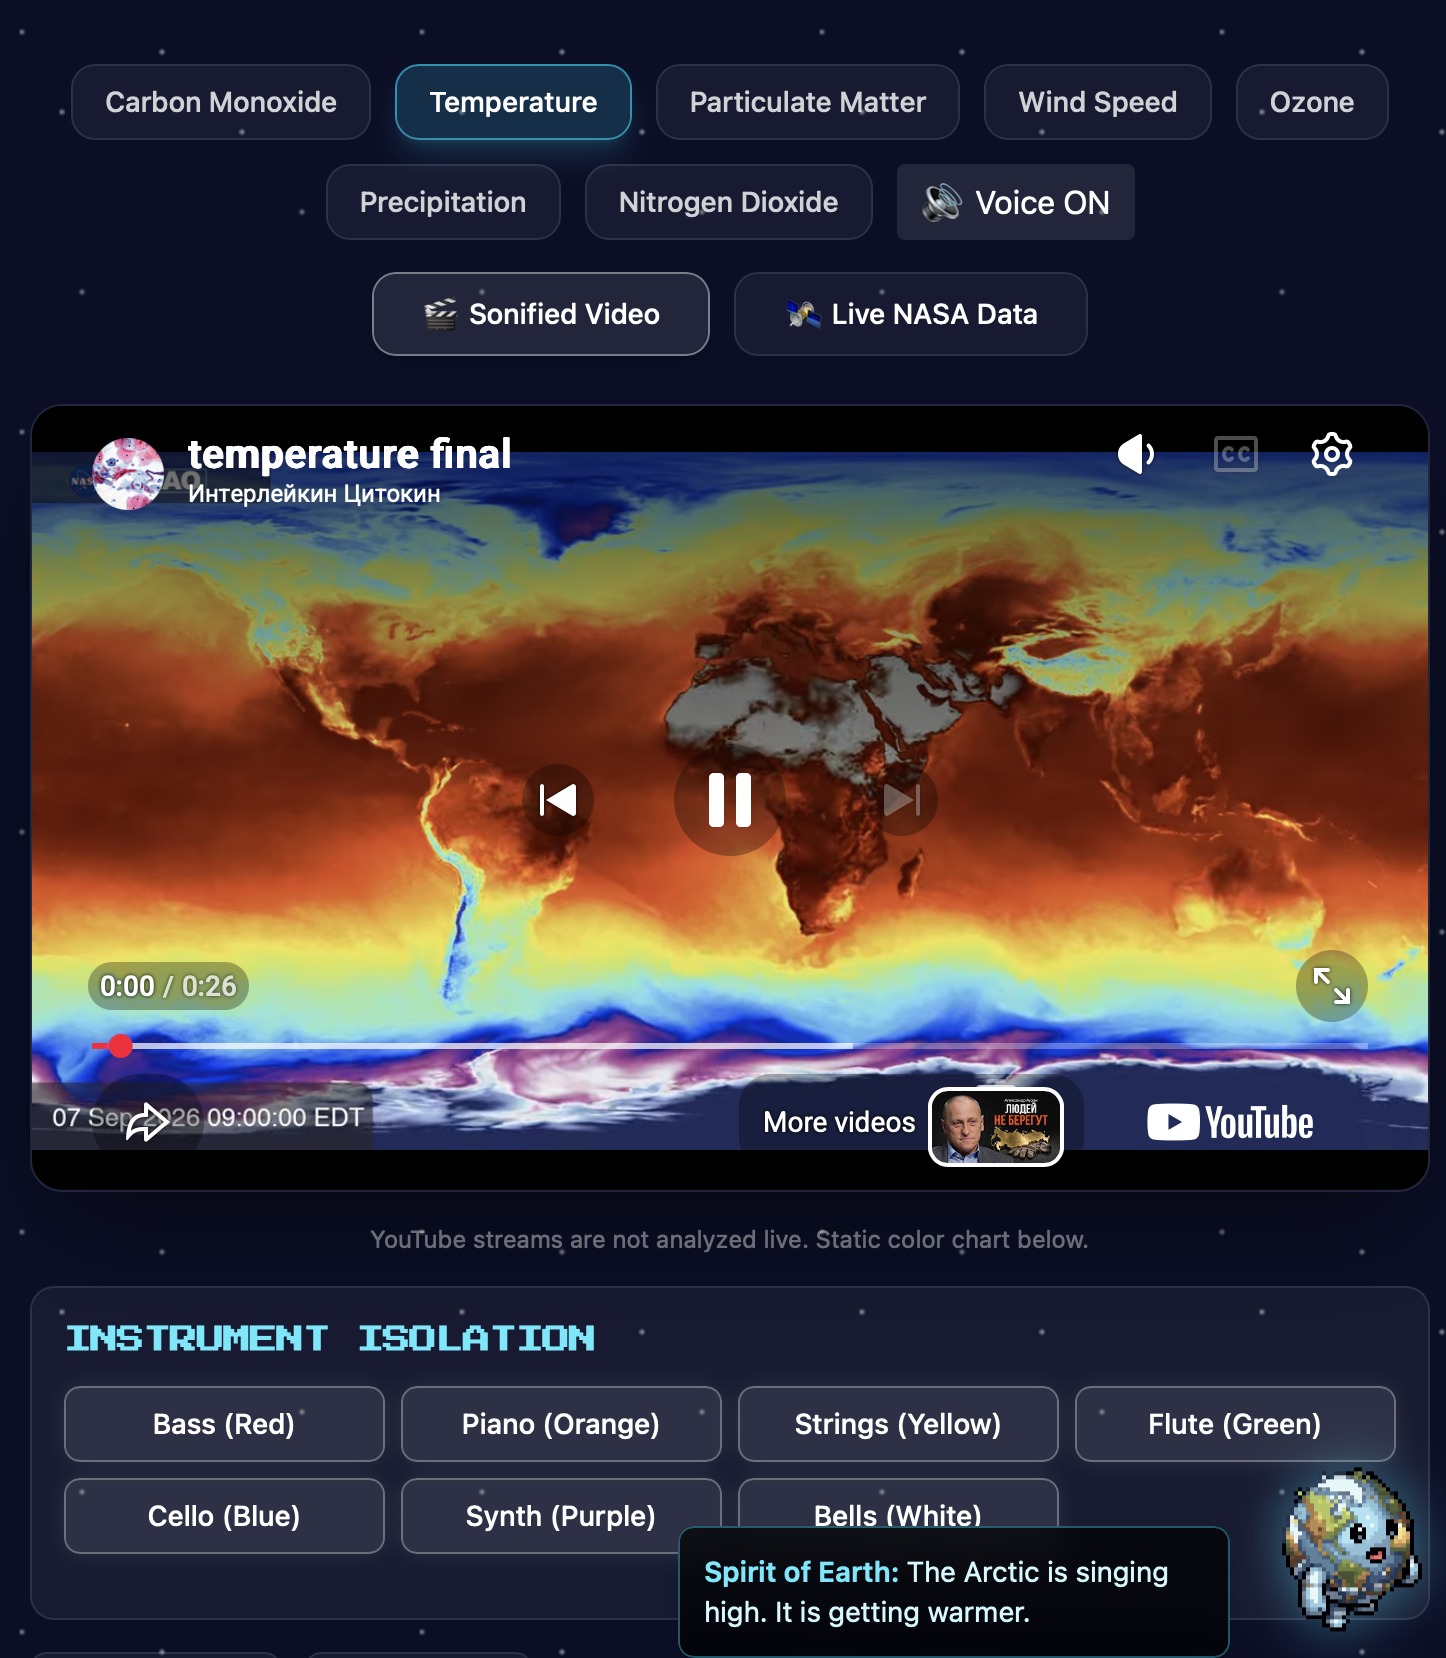 Carbon Monoxide
Temperature
Particulate Matter
Wind Speed
Ozone
Precipitation
Nitrogen Dioxide
Voice ON
Sonified Video
Live NASA Data
temperature final
Интерлейкин Цитокин
CC
0:00 / 0:26
07 Sep 2026 09:00:00 EDT
More videos
ЛЮДЕЙ
НЕ БЕРЕГУТ
YouTube
YouTube streams are not analyzed live. Static color chart below.
INSTRUMENT ISOLATION
Bass (Red)
Piano (Orange)
Strings (Yellow)
Flute (Green)
Cello (Blue)
Synth (Purple)
Bells (White)
Spirit of Earth: The Arctic is singing
high. It is getting warmer.